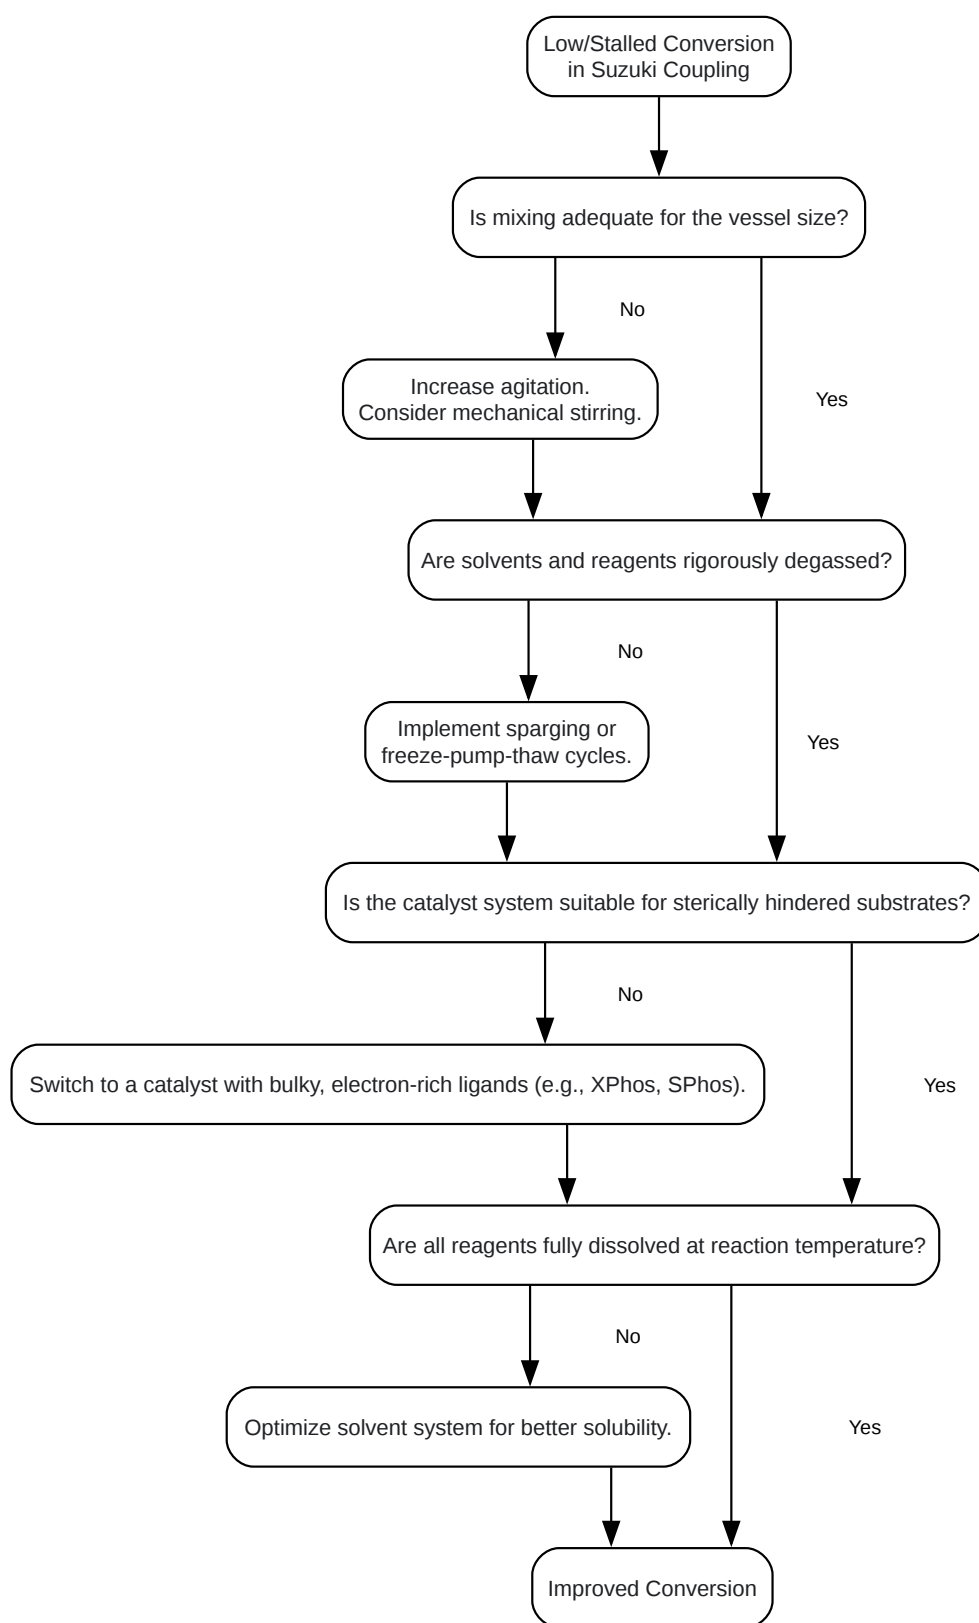 Low/Stalled Conversion
in Suzuki Coupling
Is mixing adequate for the vessel size?
No
Increase agitation.
Consider mechanical stirring.
Yes
Are solvents and reagents rigorously degassed?
No
Implement sparging or
freeze-pump-thaw cycles.
Yes
Is the catalyst system suitable for sterically hindered substrates?
No
Switch to a catalyst with bulky, electron-rich ligands (e.g., XPhos, SPhos).
Yes
Are all reagents fully dissolved at reaction temperature?
No
Optimize solvent system for better solubility.
Yes
Improved Conversion